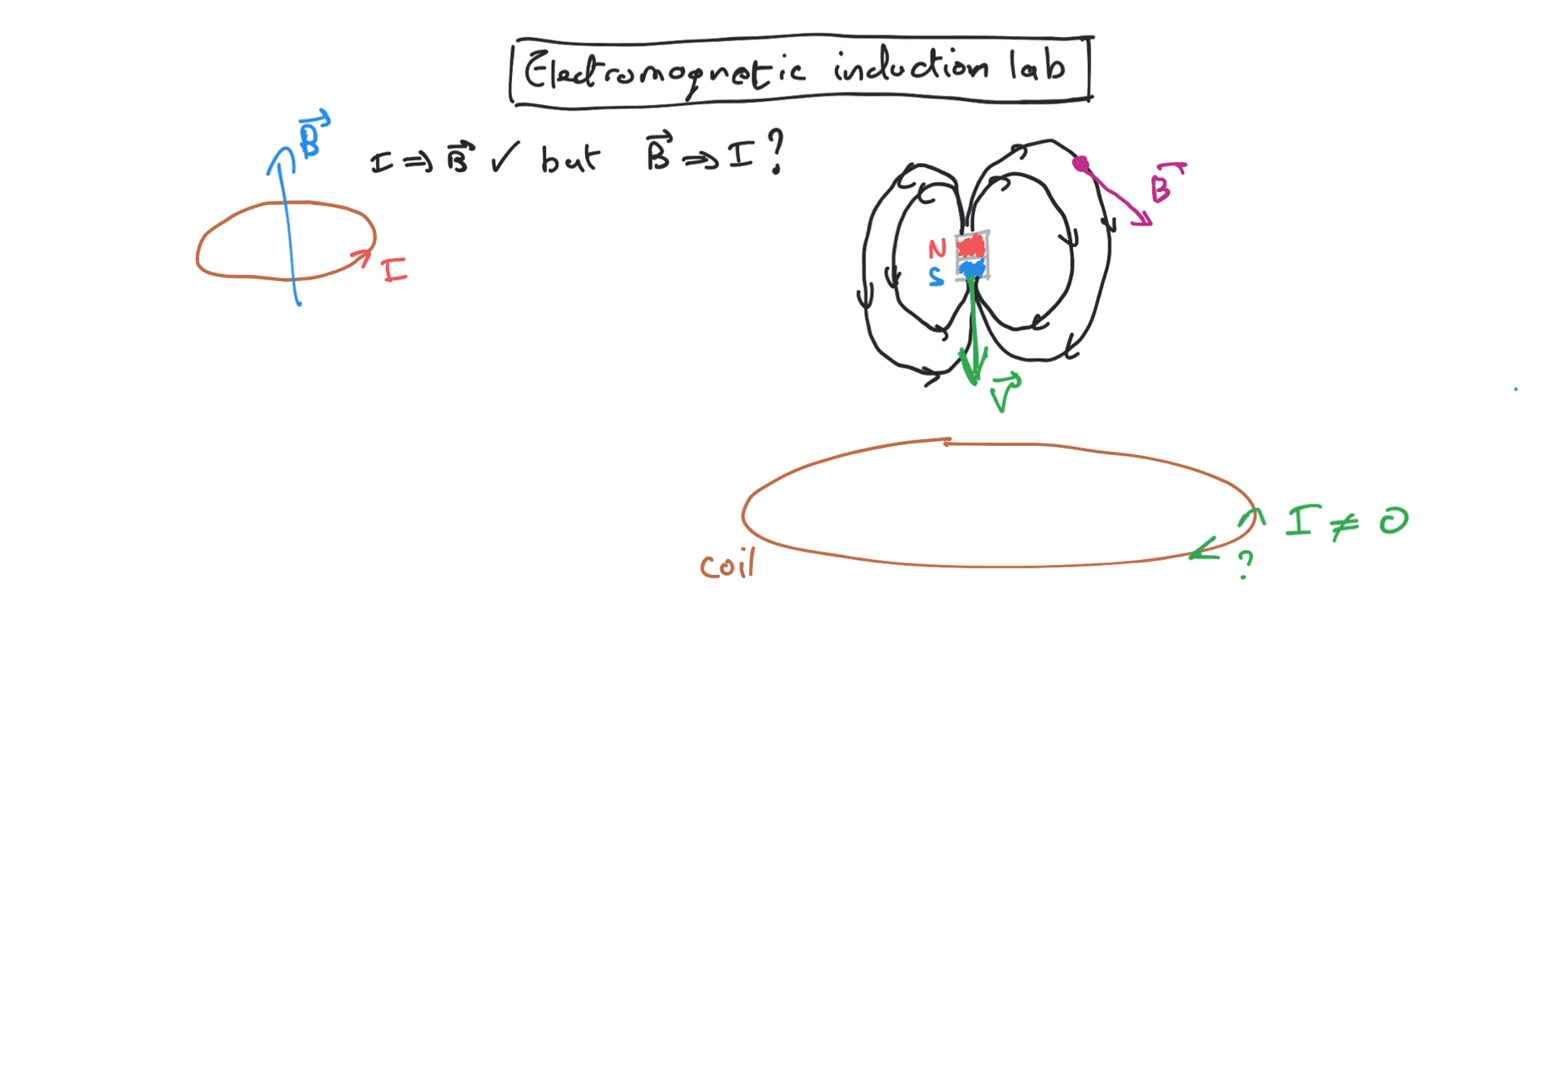 Electromagnetic induction lab
B⃗
I ⇒ B⃗ ✓ but B⃗ ⇒ I ?
I
B⃗
N
S
V⃗
I ≠ 0
?
coil